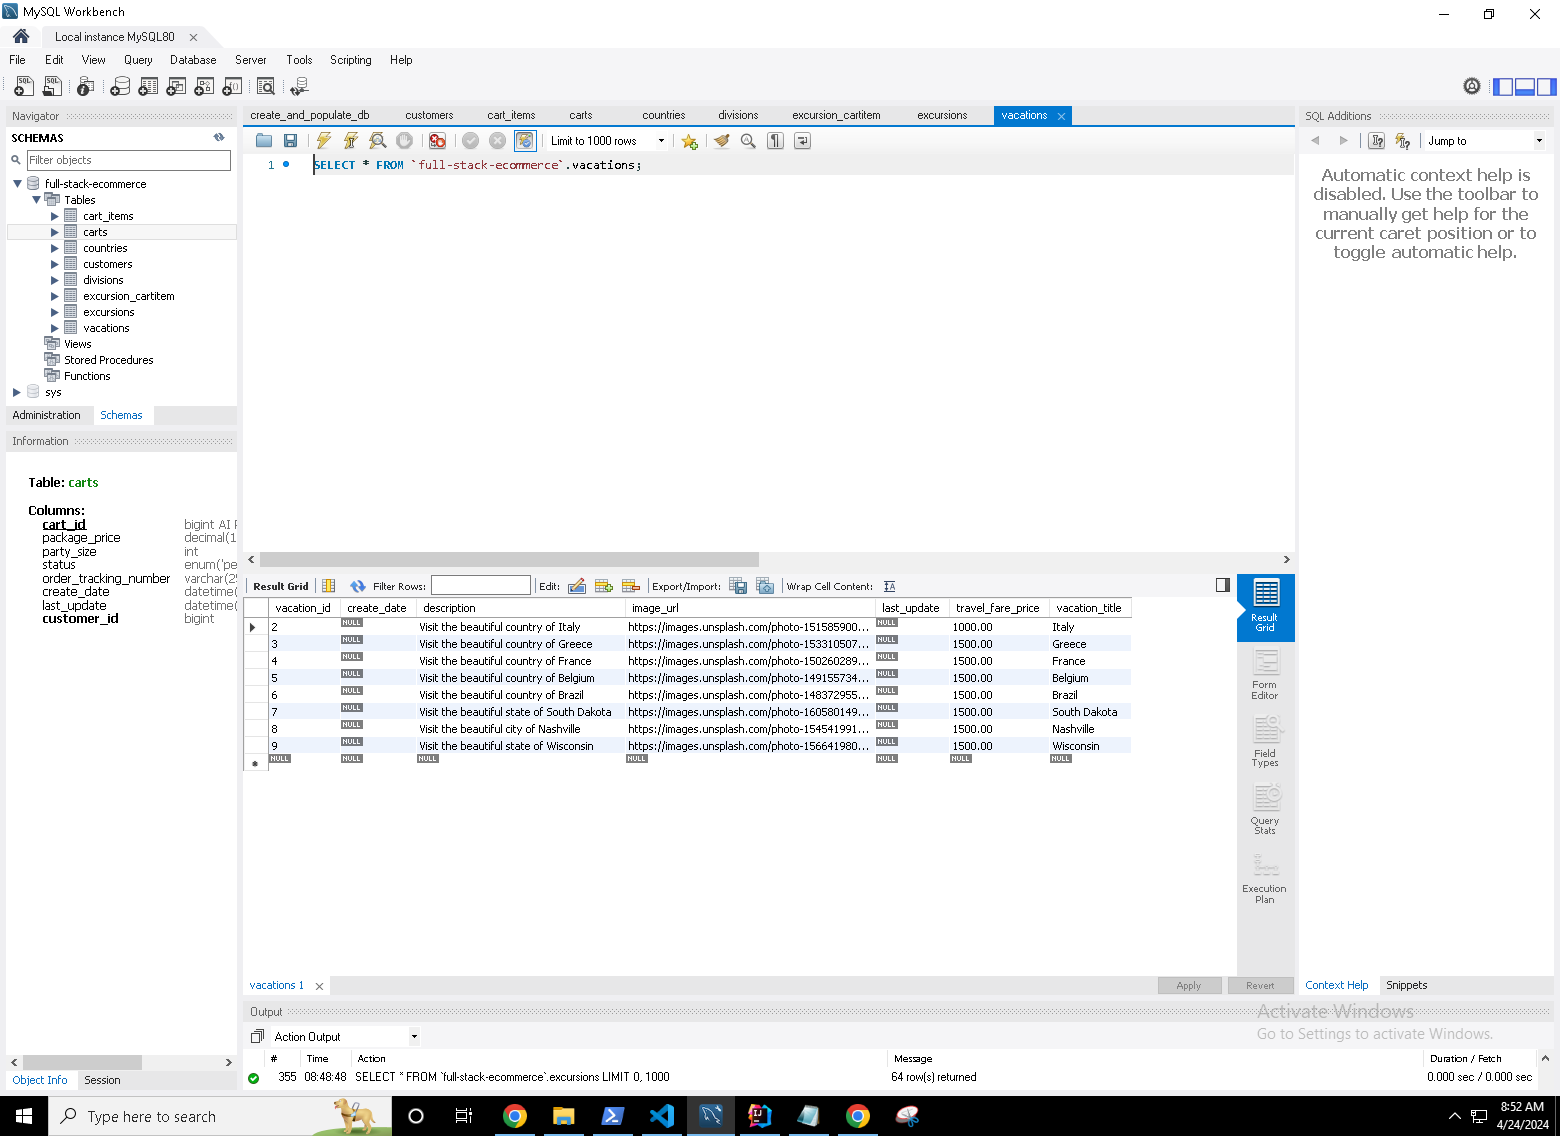 MySQL Workbench
Local instance MySQL80
File Edit View Query Database Server Tools Scripting Help
Navigator
SCHEMAS
Filter objects
full-stack-ecommerce
Tables
cart_items
carts
countries
customers
divisions
excursion_cartitem
excursions
vacations
Views
Stored Procedures
Functions
sys
Administration Schemas
Information
Table: carts
Columns:
cart_id bigint AI
package_price decimal(1
party_size int
status enum('pe
order_tracking_number varchar(25
create_date datetime(
last_update datetime(
customer_id bigint
Object Info Session
create_and_populate_db customers cart_items carts countries divisions excursion_cartitem excursions vacations
Limit to 1000 rows
1 SELECT * FROM `full-stack-ecommerce`.vacations;
Result Grid Filter Rows: Edit: Export/Import: Wrap Cell Content:
vacation_id create_date description image_url last_update travel_fare_price vacation_title
2 NULL Visit the beautiful country of Italy https://images.unsplash.com/photo-151585900... NULL 1000.00 Italy
3 NULL Visit the beautiful country of Greece https://images.unsplash.com/photo-153310507... NULL 1500.00 Greece
4 NULL Visit the beautiful country of France https://images.unsplash.com/photo-150260289... NULL 1500.00 France
5 NULL Visit the beautiful country of Belgium https://images.unsplash.com/photo-149155734... NULL 1500.00 Belgium
6 NULL Visit the beautiful country of Brazil https://images.unsplash.com/photo-148372955... NULL 1500.00 Brazil
7 NULL Visit the beautiful state of South Dakota https://images.unsplash.com/photo-160580149... NULL 1500.00 South Dakota
8 NULL Visit the beautiful city of Nashville https://images.unsplash.com/photo-154541991... NULL 1500.00 Nashville
9 NULL Visit the beautiful state of Wisconsin https://images.unsplash.com/photo-156641980... NULL 1500.00 Wisconsin
NULL NULL NULL NULL NULL NULL NULL
Result
Grid
Form
Editor
Field
Types
Query
Stats
Execution
Plan
vacations 1
Apply Revert
SQL Additions
Jump to
Automatic context help is
disabled. Use the toolbar to
manually get help for the
current caret position or to
toggle automatic help.
Context Help Snippets
Output
Action Output
# Time Action Message Duration / Fetch
355 08:48:48 SELECT * FROM `full-stack-ecommerce`.excursions LIMIT 0, 1000 64 row(s) returned 0.000 sec / 0.000 sec
Activate Windows
Go to Settings to activate Windows.
Type here to search
8:52 AM
4/24/2024